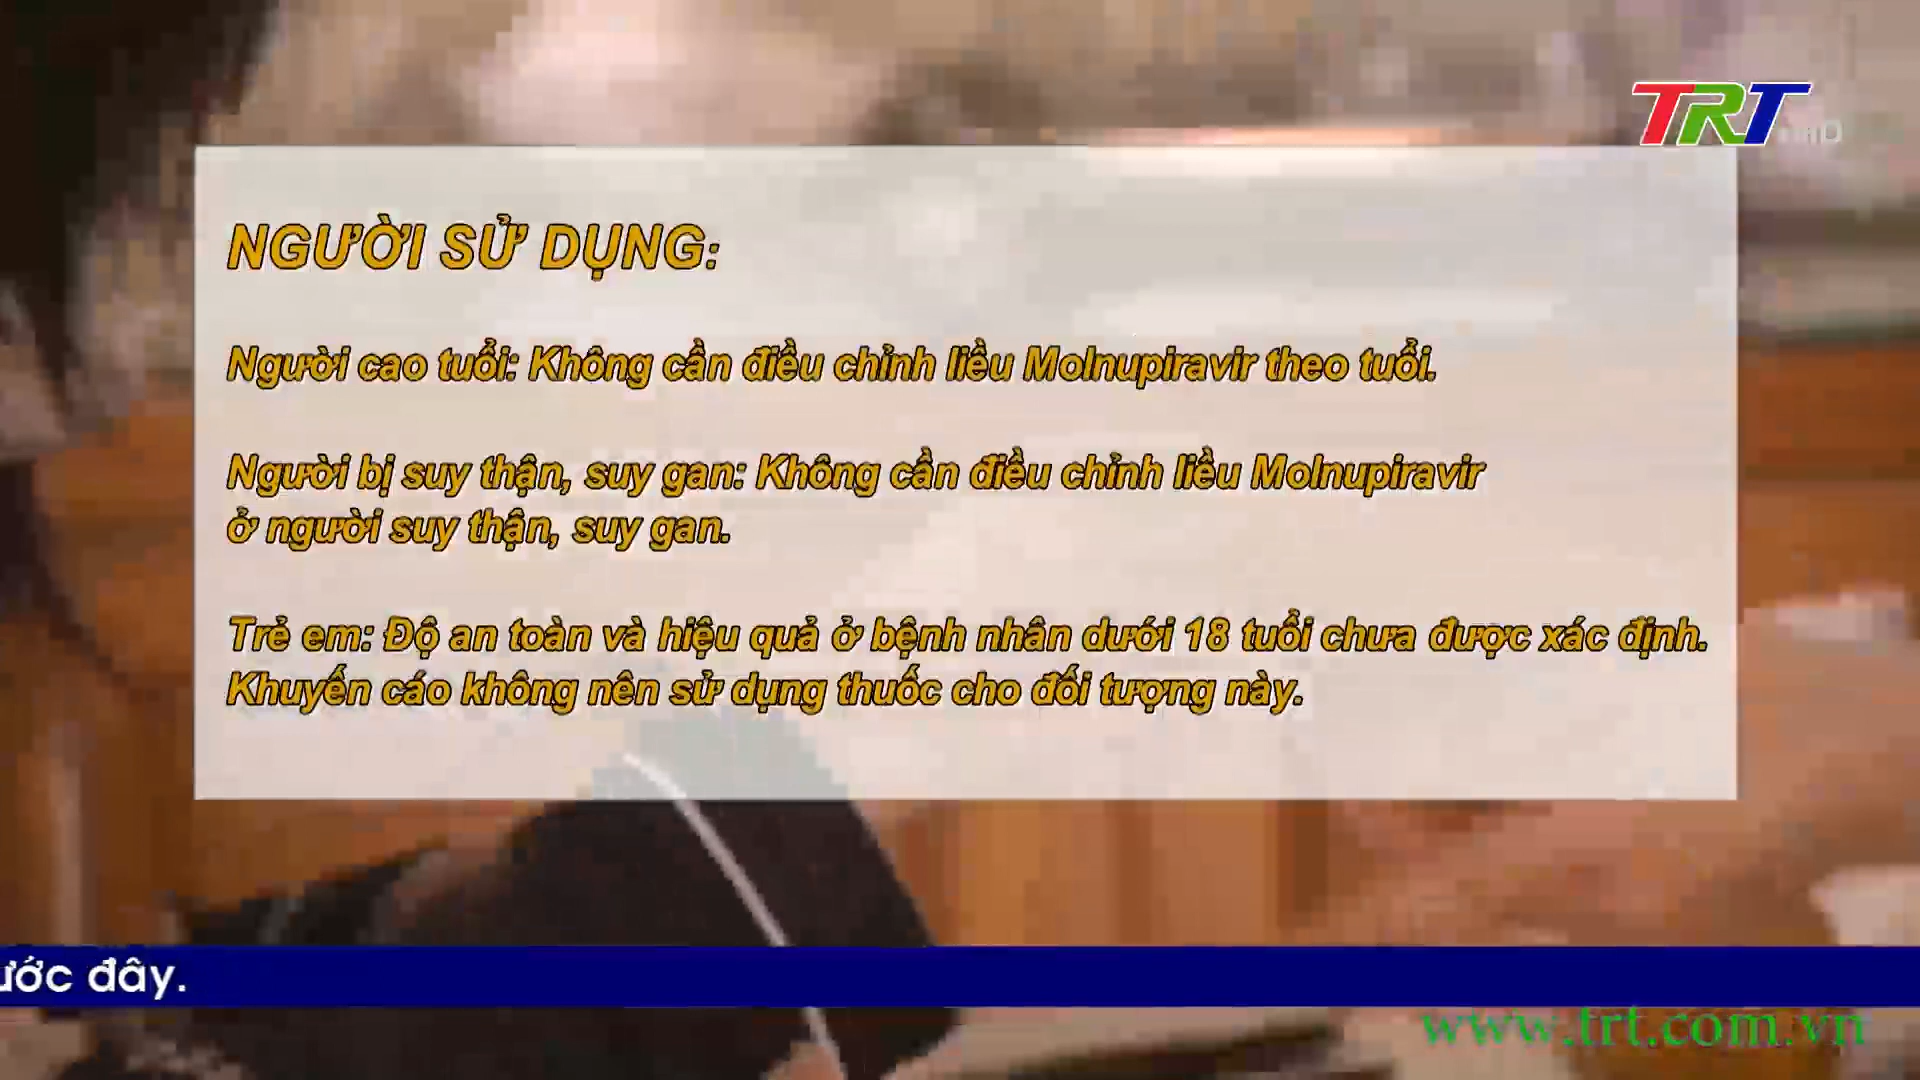 TRT
NGƯỜI SỬ DỤNG:
Người cao tuổi: Không cần điều chỉnh liều Molnupiravir theo tuổi.
Người bị suy thận, suy gan: Không cần điều chỉnh liều Molnupiravir
ở người suy thận, suy gan.
Trẻ em: Độ an toàn và hiệu quả ở bệnh nhân dưới 18 tuổi chưa được xác định.
Khuyến cáo không nên sử dụng thuốc cho đối tượng này.
đây.
www.trt.com.vn